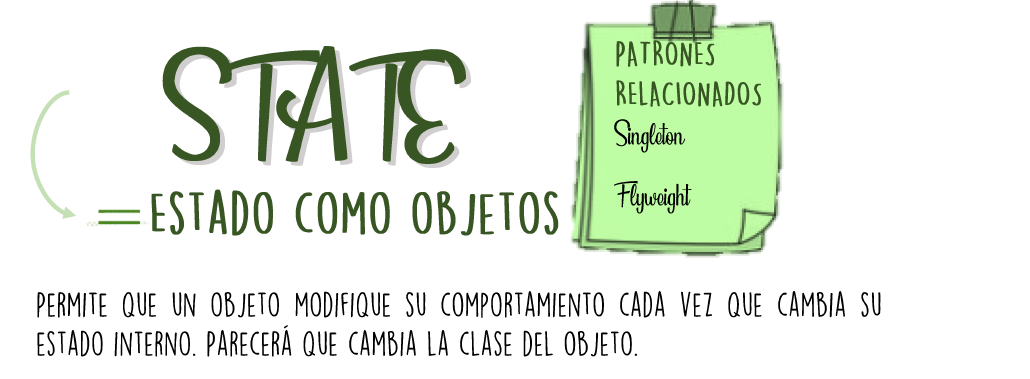 STATE
= ESTADO COMO OBJETOS
PATRONES
RELACIONADOS
Singleton
Flyweight
PERMITE QUE UN OBJETO MODIFIQUE SU COMPORTAMIENTO CADA VEZ QUE CAMBIA SU
ESTADO INTERNO. PARECERÁ QUE CAMBIA LA CLASE DEL OBJETO.